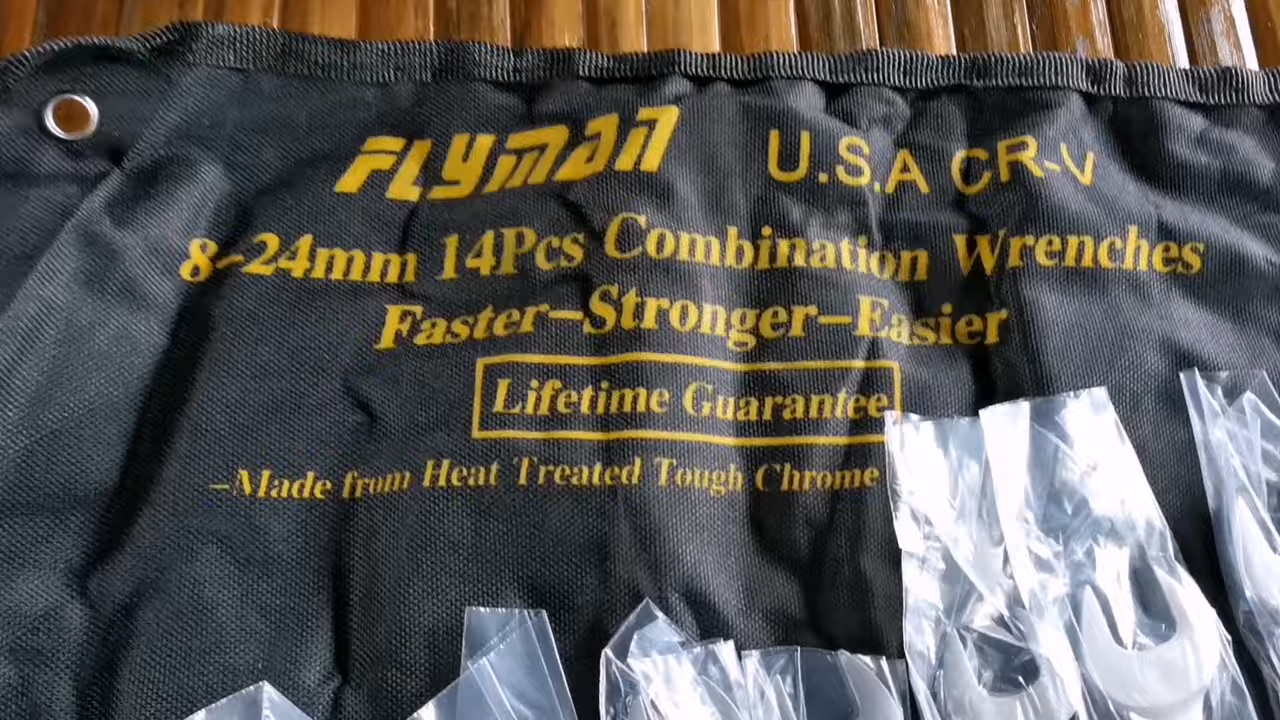 FLYMAN U.S.A CR-V
8-24mm 14Pcs Combination Wrenches
Faster-Stronger-Easier
Lifetime Guarantee
-Made from Heat Treated Tough Chrome